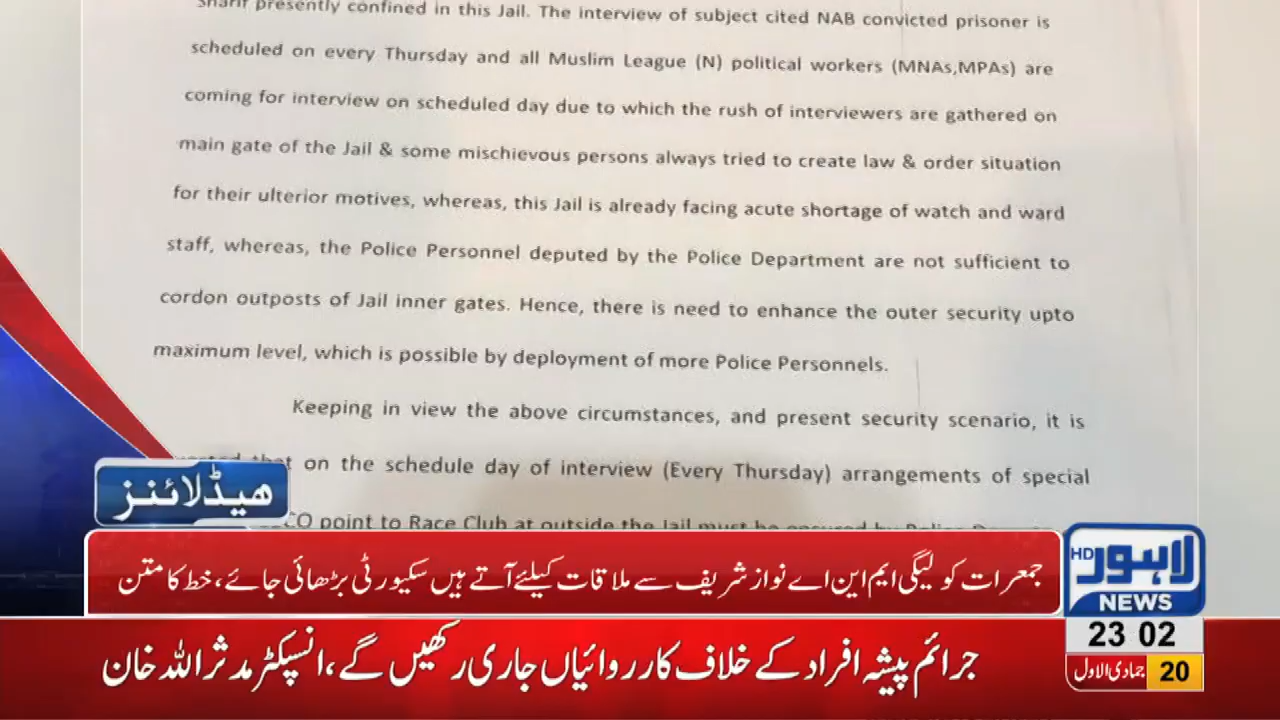 Sharif presently confined in this Jail. The interview of subject cited NAB convicted prisoner is
scheduled on every Thursday and all Muslim League (N) political workers (MNAs,MPAs) are
coming for interview on scheduled day due to which the rush of interviewers are gathered on
main gate of the Jail & some mischievous persons always tried to create law & order situation
for their ulterior motives, whereas, this Jail is already facing acute shortage of watch and ward
staff, whereas, the Police Personnel deputed by the Police Department are not sufficient to
cordon outposts of Jail inner gates. Hence, there is need to enhance the outer security upto
maximum level, which is possible by deployment of more Police Personnels.
Keeping in view the above circumstances, and present security scenario, it is
that on the schedule day of interview (Every Thursday) arrangements of special
point to Race Club at outside the Jail must be ensured by Police
ھیڈلائنز
جمعرات کو لیگی ایم این اے نواز شریف سے ملاقات کیلئے آتے ہیں سکیورٹی بڑھائی جائے، خط کا متن
لاہور HD
NEWS
23 02
جرائم پیشہ افراد کے خلاف کارروائیاں جاری رکھیں گے، انسپکٹر مدثر اللہ خان
20 جمادی الاول